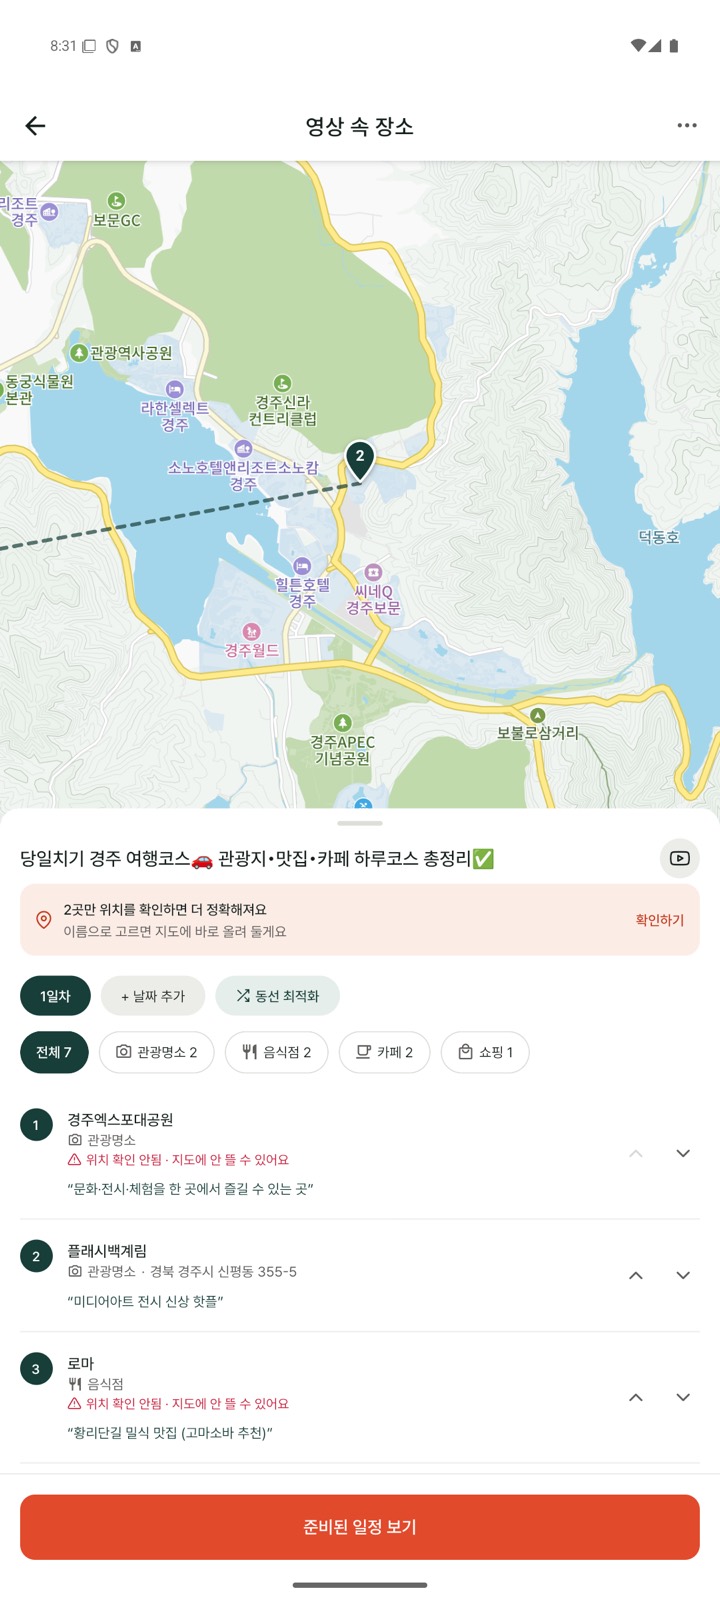 8:31
영상 속 장소
리조트
경주
보문GC
관광역사공원
동궁식물원
본관
라한셀렉트
경주
경주신라
컨트리클럽
소노호텔앤리조트소노캄
경주
2
덕동호
힐튼호텔
경주
씨네Q
경주보문
경주월드
경주APEC
기념공원
보불로삼거리
당일치기 경주 여행코스🚗 관광지•맛집•카페 하루코스 총정리✅
2곳만 위치를 확인하면 더 정확해져요
이름으로 고르면 지도에 바로 올려 둘게요
확인하기
1일차
+ 날짜 추가
동선 최적화
전체 7
관광명소 2
음식점 2
카페 2
쇼핑 1
1
경주엑스포대공원
관광명소
위치 확인 안됨 · 지도에 안 뜰 수 있어요
“문화·전시·체험을 한 곳에서 즐길 수 있는 곳”
2
플래시백계림
관광명소 · 경북 경주시 신평동 355-5
“미디어아트 전시 신상 핫플”
3
로마
음식점
위치 확인 안됨 · 지도에 안 뜰 수 있어요
“황리단길 밀식 맛집 (고마소바 추천)”
준비된 일정 보기